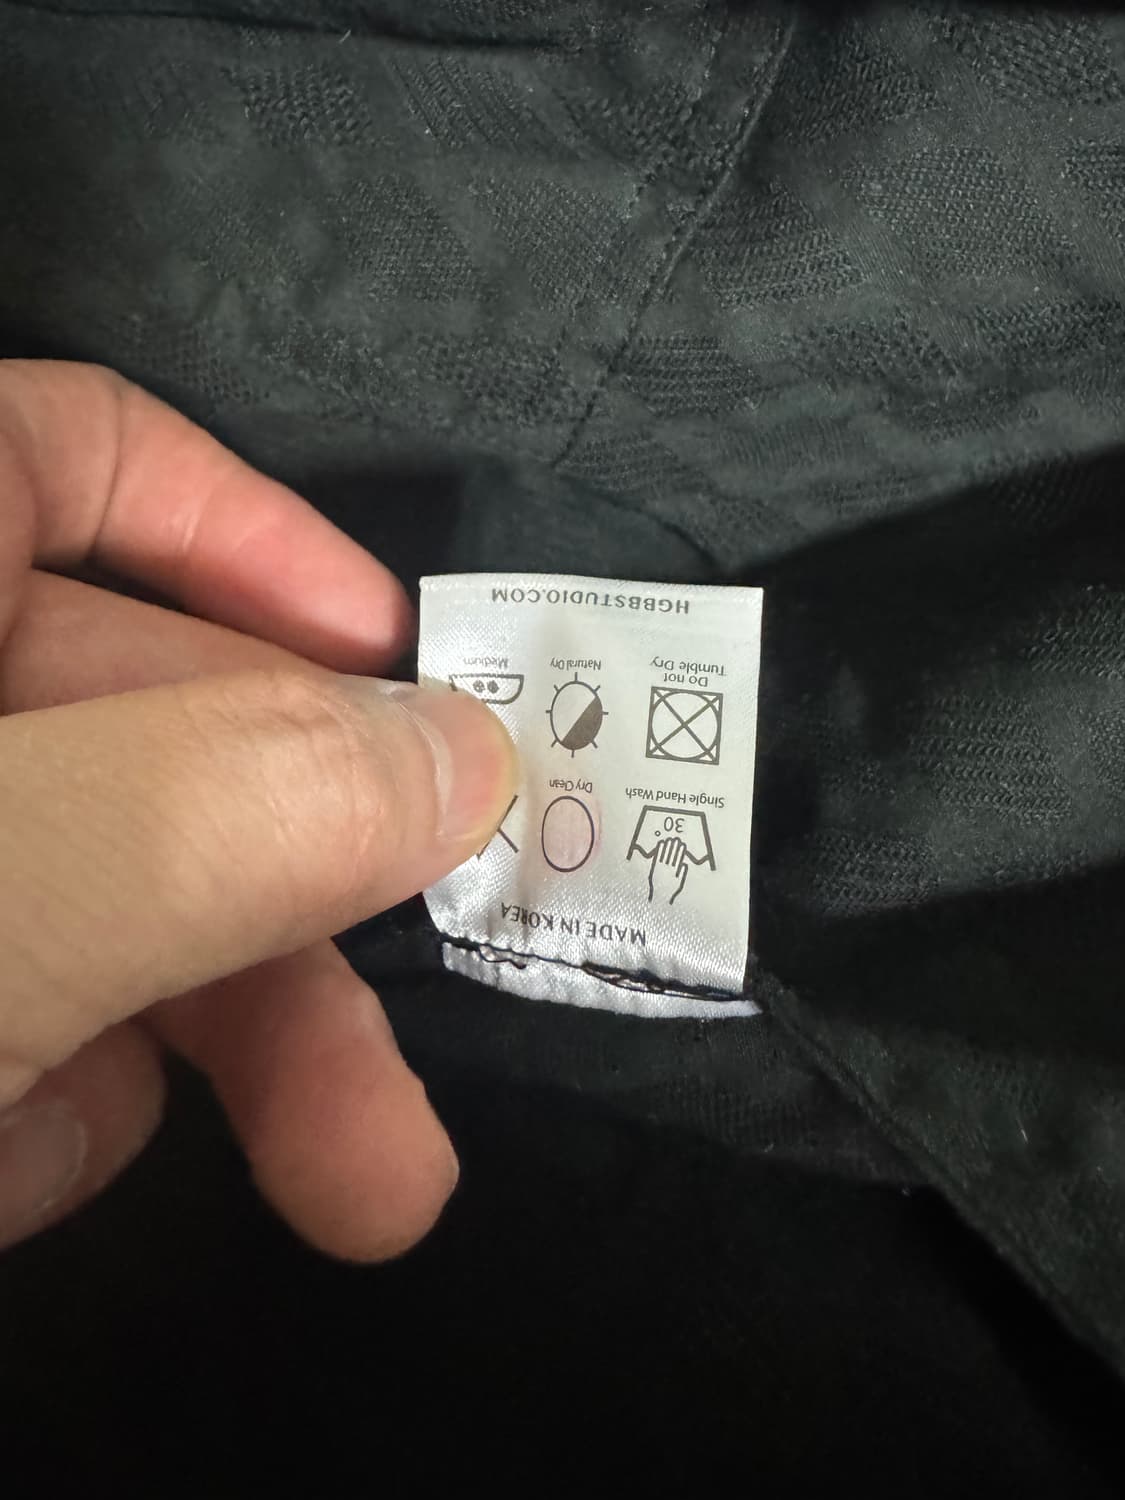 MADE IN KOREA
30°
Single Hand Wash
Dry Clean
Do not
Tumble Dry
Natural Dry
Medium
HGBBSTUDIO.COM